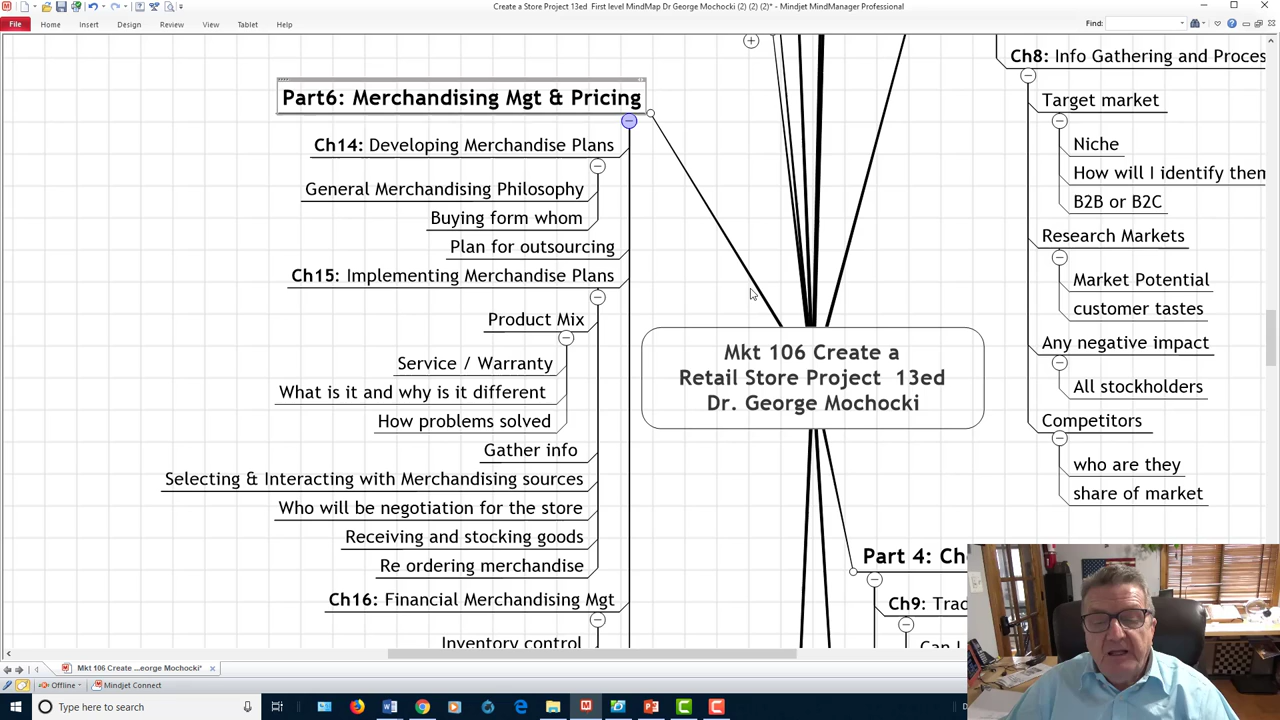 Create a Store Project 13ed First level MindMap Dr George Mochocki (2) (2) (2)* - Mindjet MindManager Professional
File Home Insert Design Review View Tablet Help
Find:
Part6: Merchandising Mgt & Pricing
Ch14: Developing Merchandise Plans
General Merchandising Philosophy
Buying form whom
Plan for outsourcing
Ch15: Implementing Merchandise Plans
Product Mix
Service / Warranty
What is it and why is it different
How problems solved
Gather info
Selecting & Interacting with Merchandising sources
Who will be negotiation for the store
Receiving and stocking goods
Re ordering merchandise
Ch16: Financial Merchandising Mgt
Inventory control
Mkt 106 Create a
Retail Store Project 13ed
Dr. George Mochocki
Ch8: Info Gathering and Proces
Target market
Niche
How will I identify them
B2B or B2C
Research Markets
Market Potential
customer tastes
Any negative impact
All stockholders
Competitors
who are they
share of market
Part 4: Ch
Ch9: Trad
Can I
Mkt 106 Create ...eorge Mochocki*
Offline Mindjet Connect
Type here to search